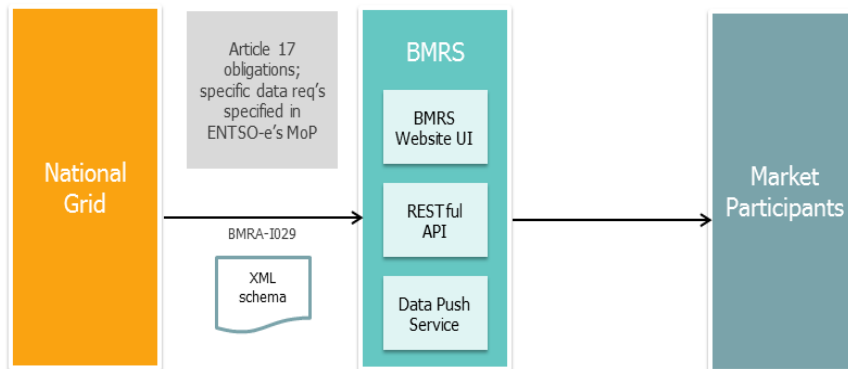 National
Grid
Article 17
obligations;
specific data req's
specified in
ENTSO-e's MoP
BMRA-I029
XML
schema
BMRS
BMRS
Website UI
RESTful
API
Data Push
Service
Market
Participants